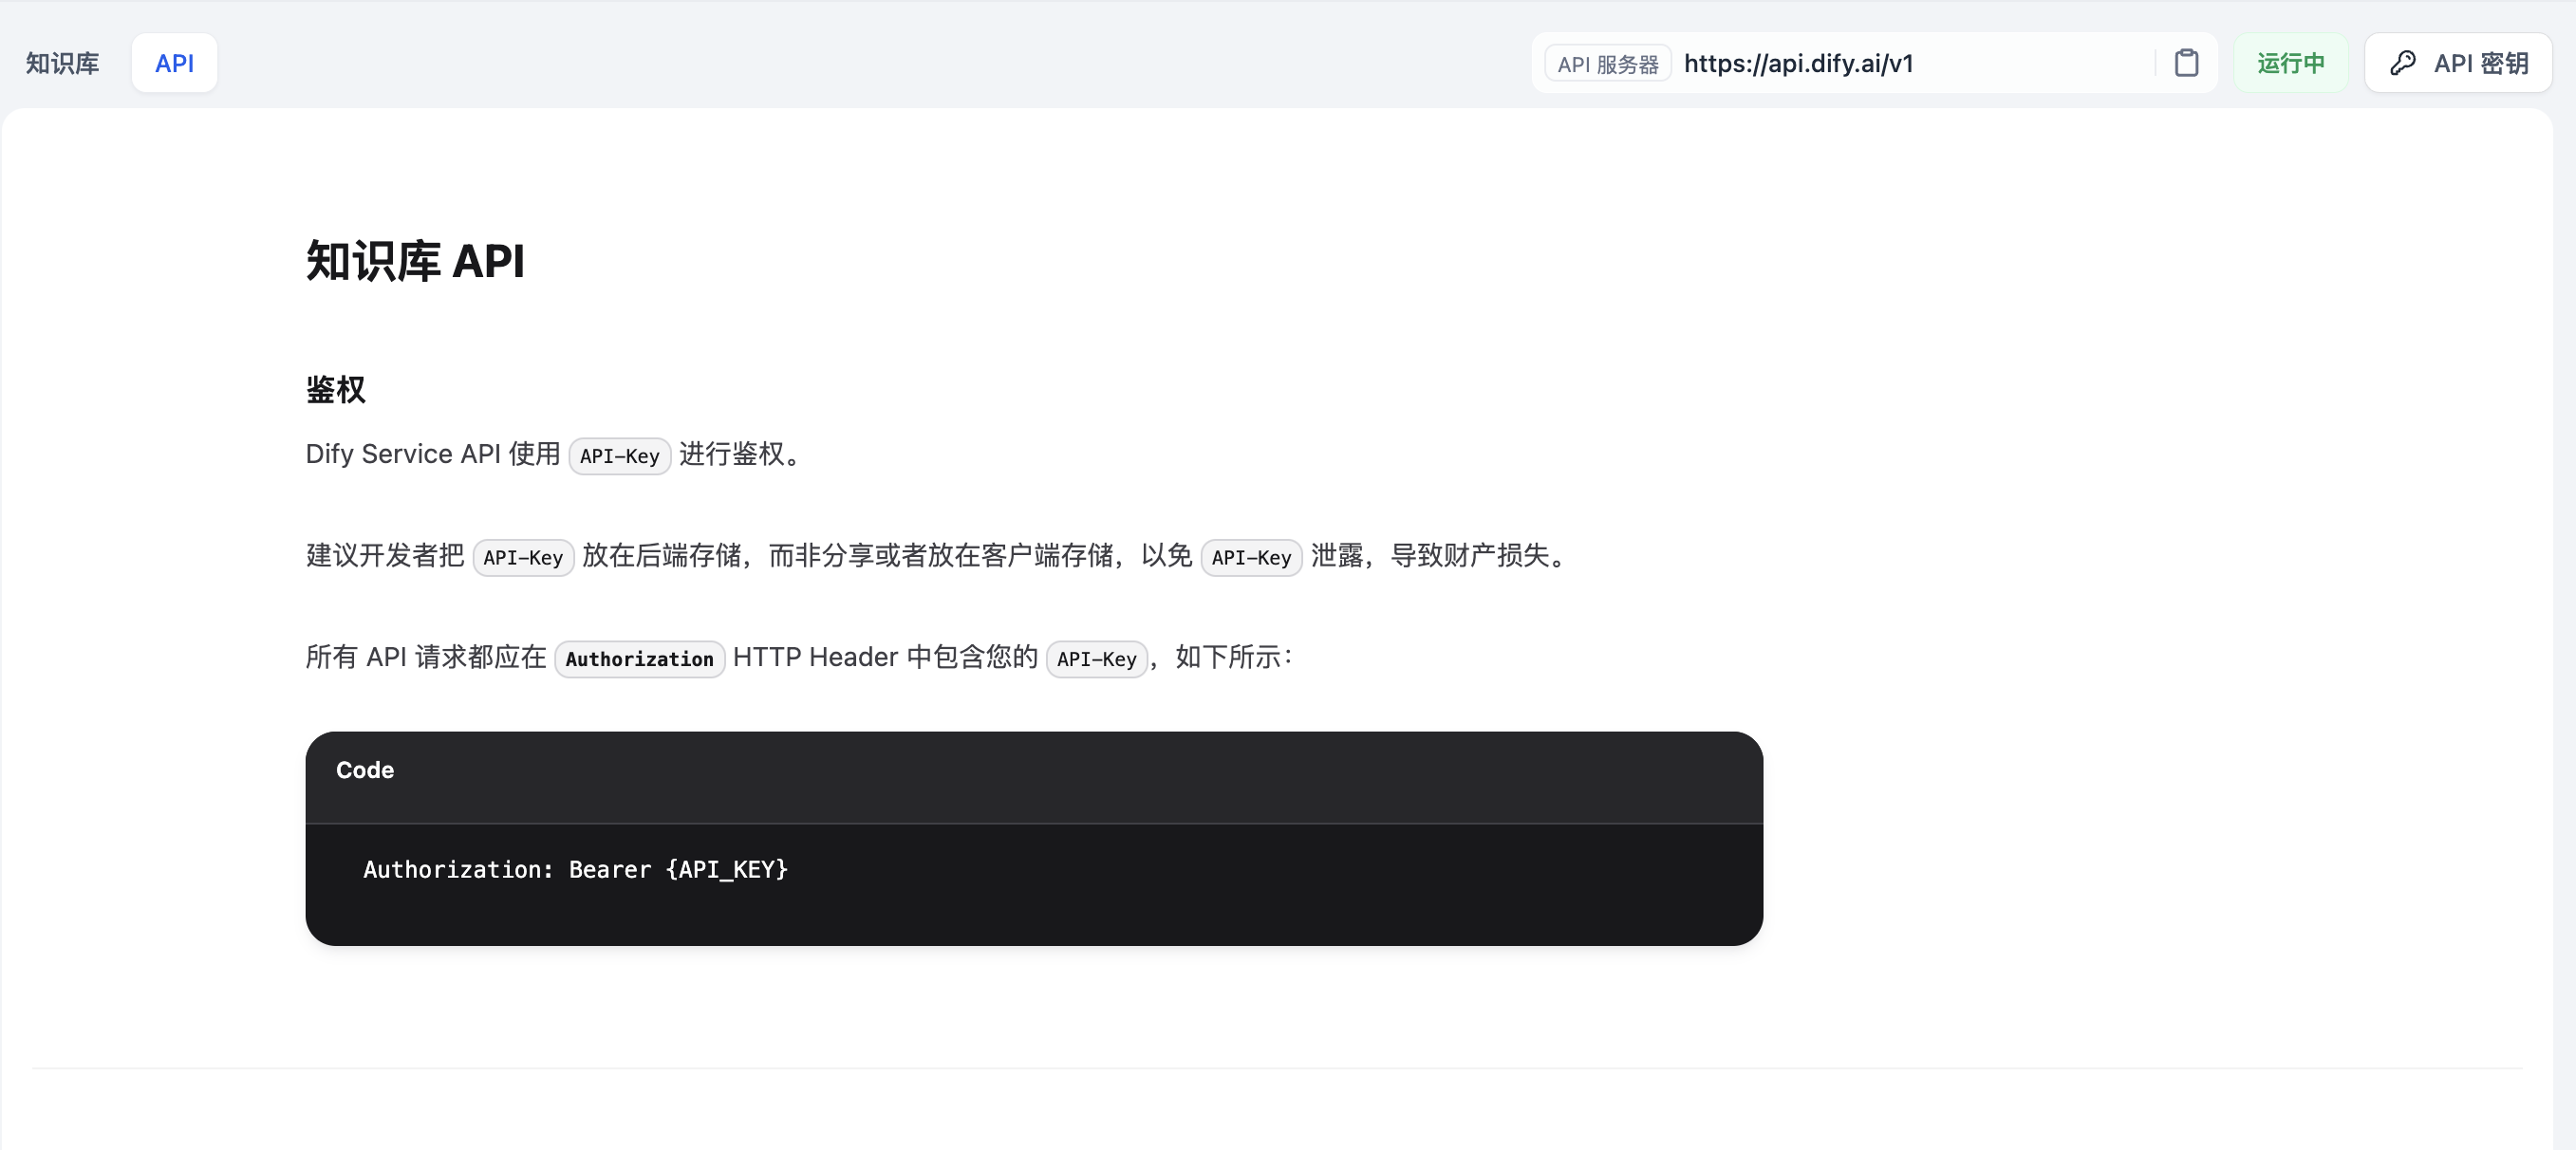 知识库 API API 服务器 https://api.dify.ai/v1 运行中 API 密钥
知识库 API
鉴权
Dify Service API 使用 API-Key 进行鉴权。
建议开发者把 API-Key 放在后端存储，而非分享或者放在客户端存储，以免 API-Key 泄露，导致财产损失。
所有 API 请求都应在 Authorization HTTP Header 中包含您的 API-Key，如下所示：
Code
Authorization: Bearer {API_KEY}